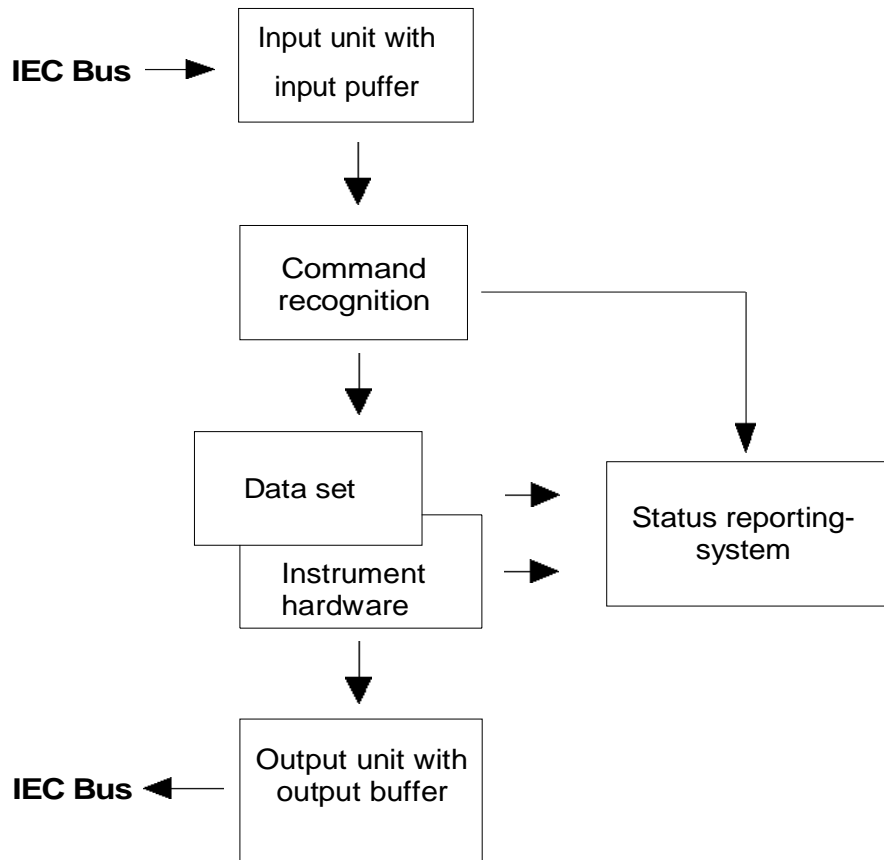 Input unit with
IEC Bus
input puffer
Command
recognition
Data set
Status reporting-
system
Instrument
hardware
Output unit with
IEC Bus
output buffer